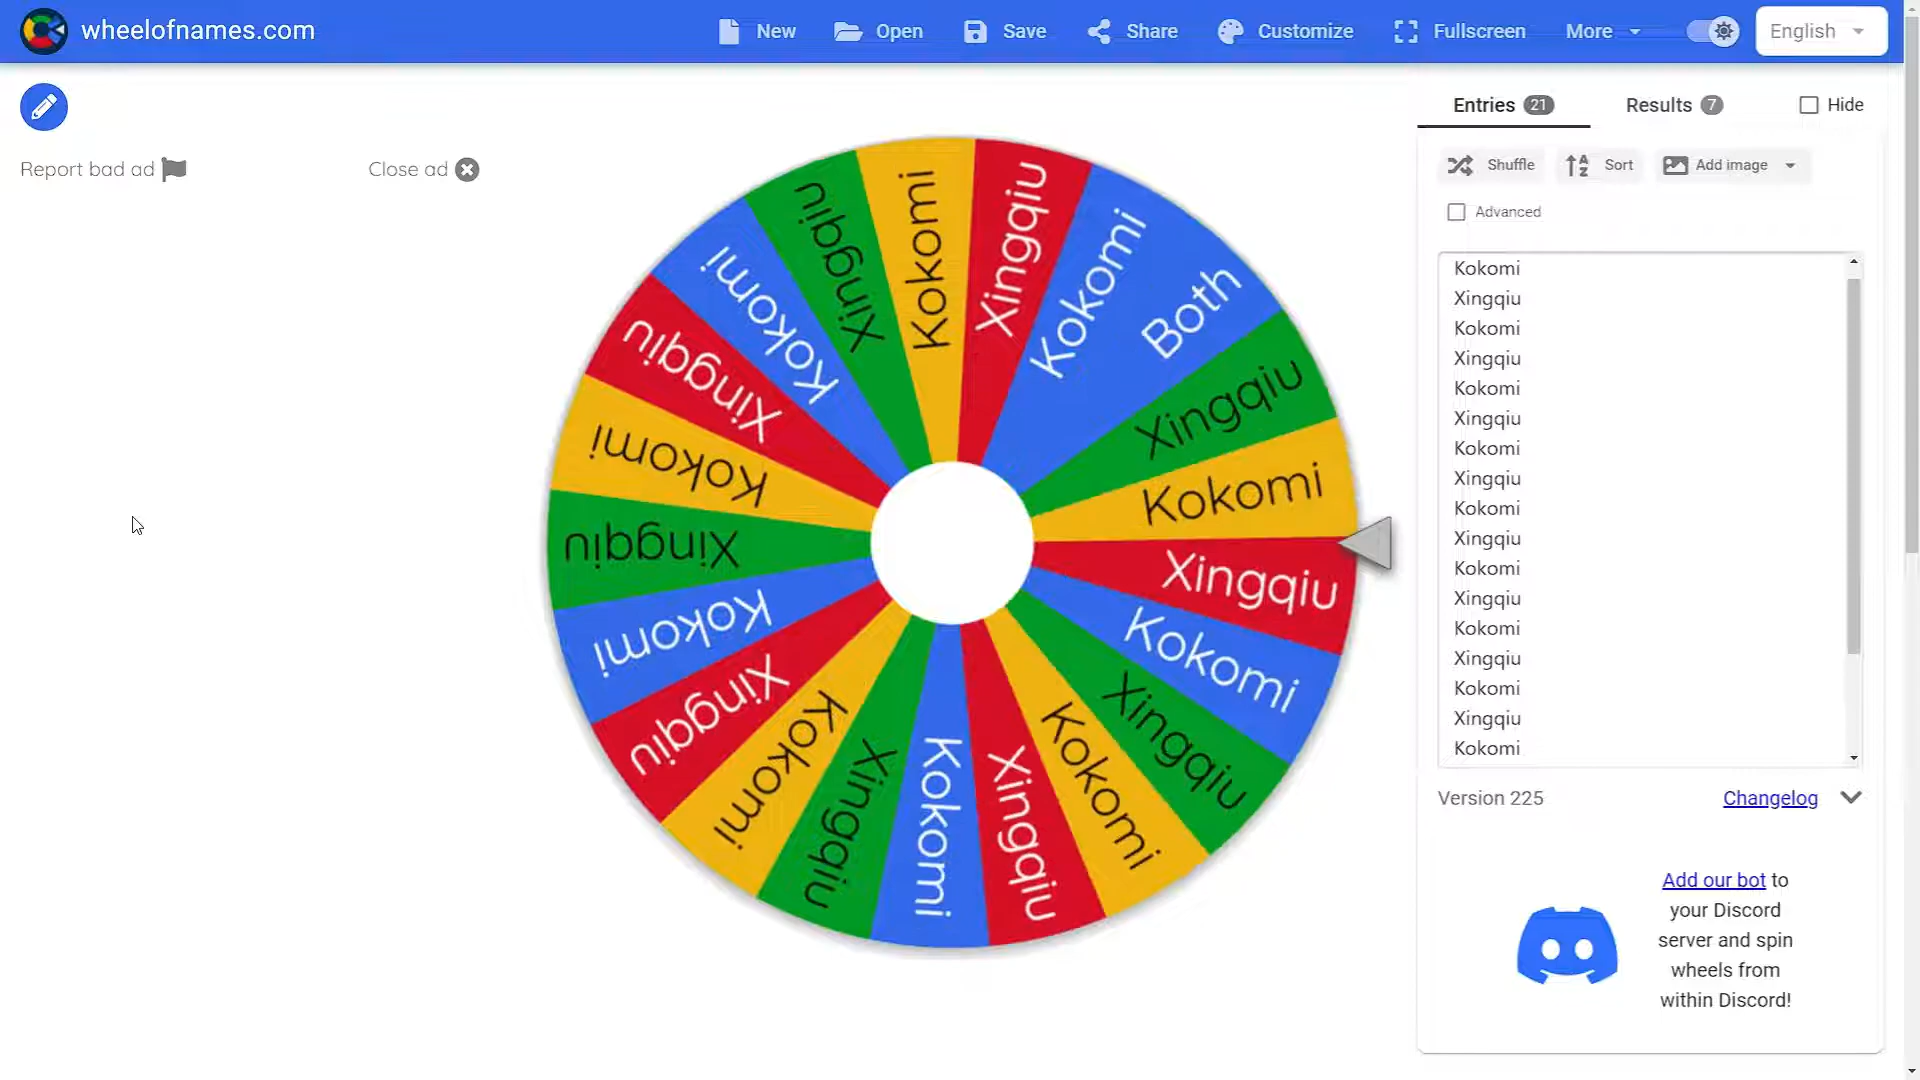 wheelofnames.com
New
Open
Save
Share
Customize
Fullscreen
More
English
Report bad ad
Close ad
Kokomi
Xingqiu
Kokomi
Both
Xingqiu
Kokomi
Xingqiu
Kokomi
Xingqiu
Kokomi
Xingqiu
Kokomi
Xingqiu
Kokomi
Xingqiu
Kokomi
Xingqiu
Kokomi
Xingqiu
Kokomi
Xingqiu
Entries 21
Results 7
Hide
Shuffle
Sort
Add image
Advanced
Kokomi
Xingqiu
Kokomi
Xingqiu
Kokomi
Xingqiu
Kokomi
Xingqiu
Kokomi
Xingqiu
Kokomi
Xingqiu
Kokomi
Xingqiu
Kokomi
Xingqiu
Kokomi
Version 225
Changelog
Add our bot to
your Discord
server and spin
wheels from
within Discord!